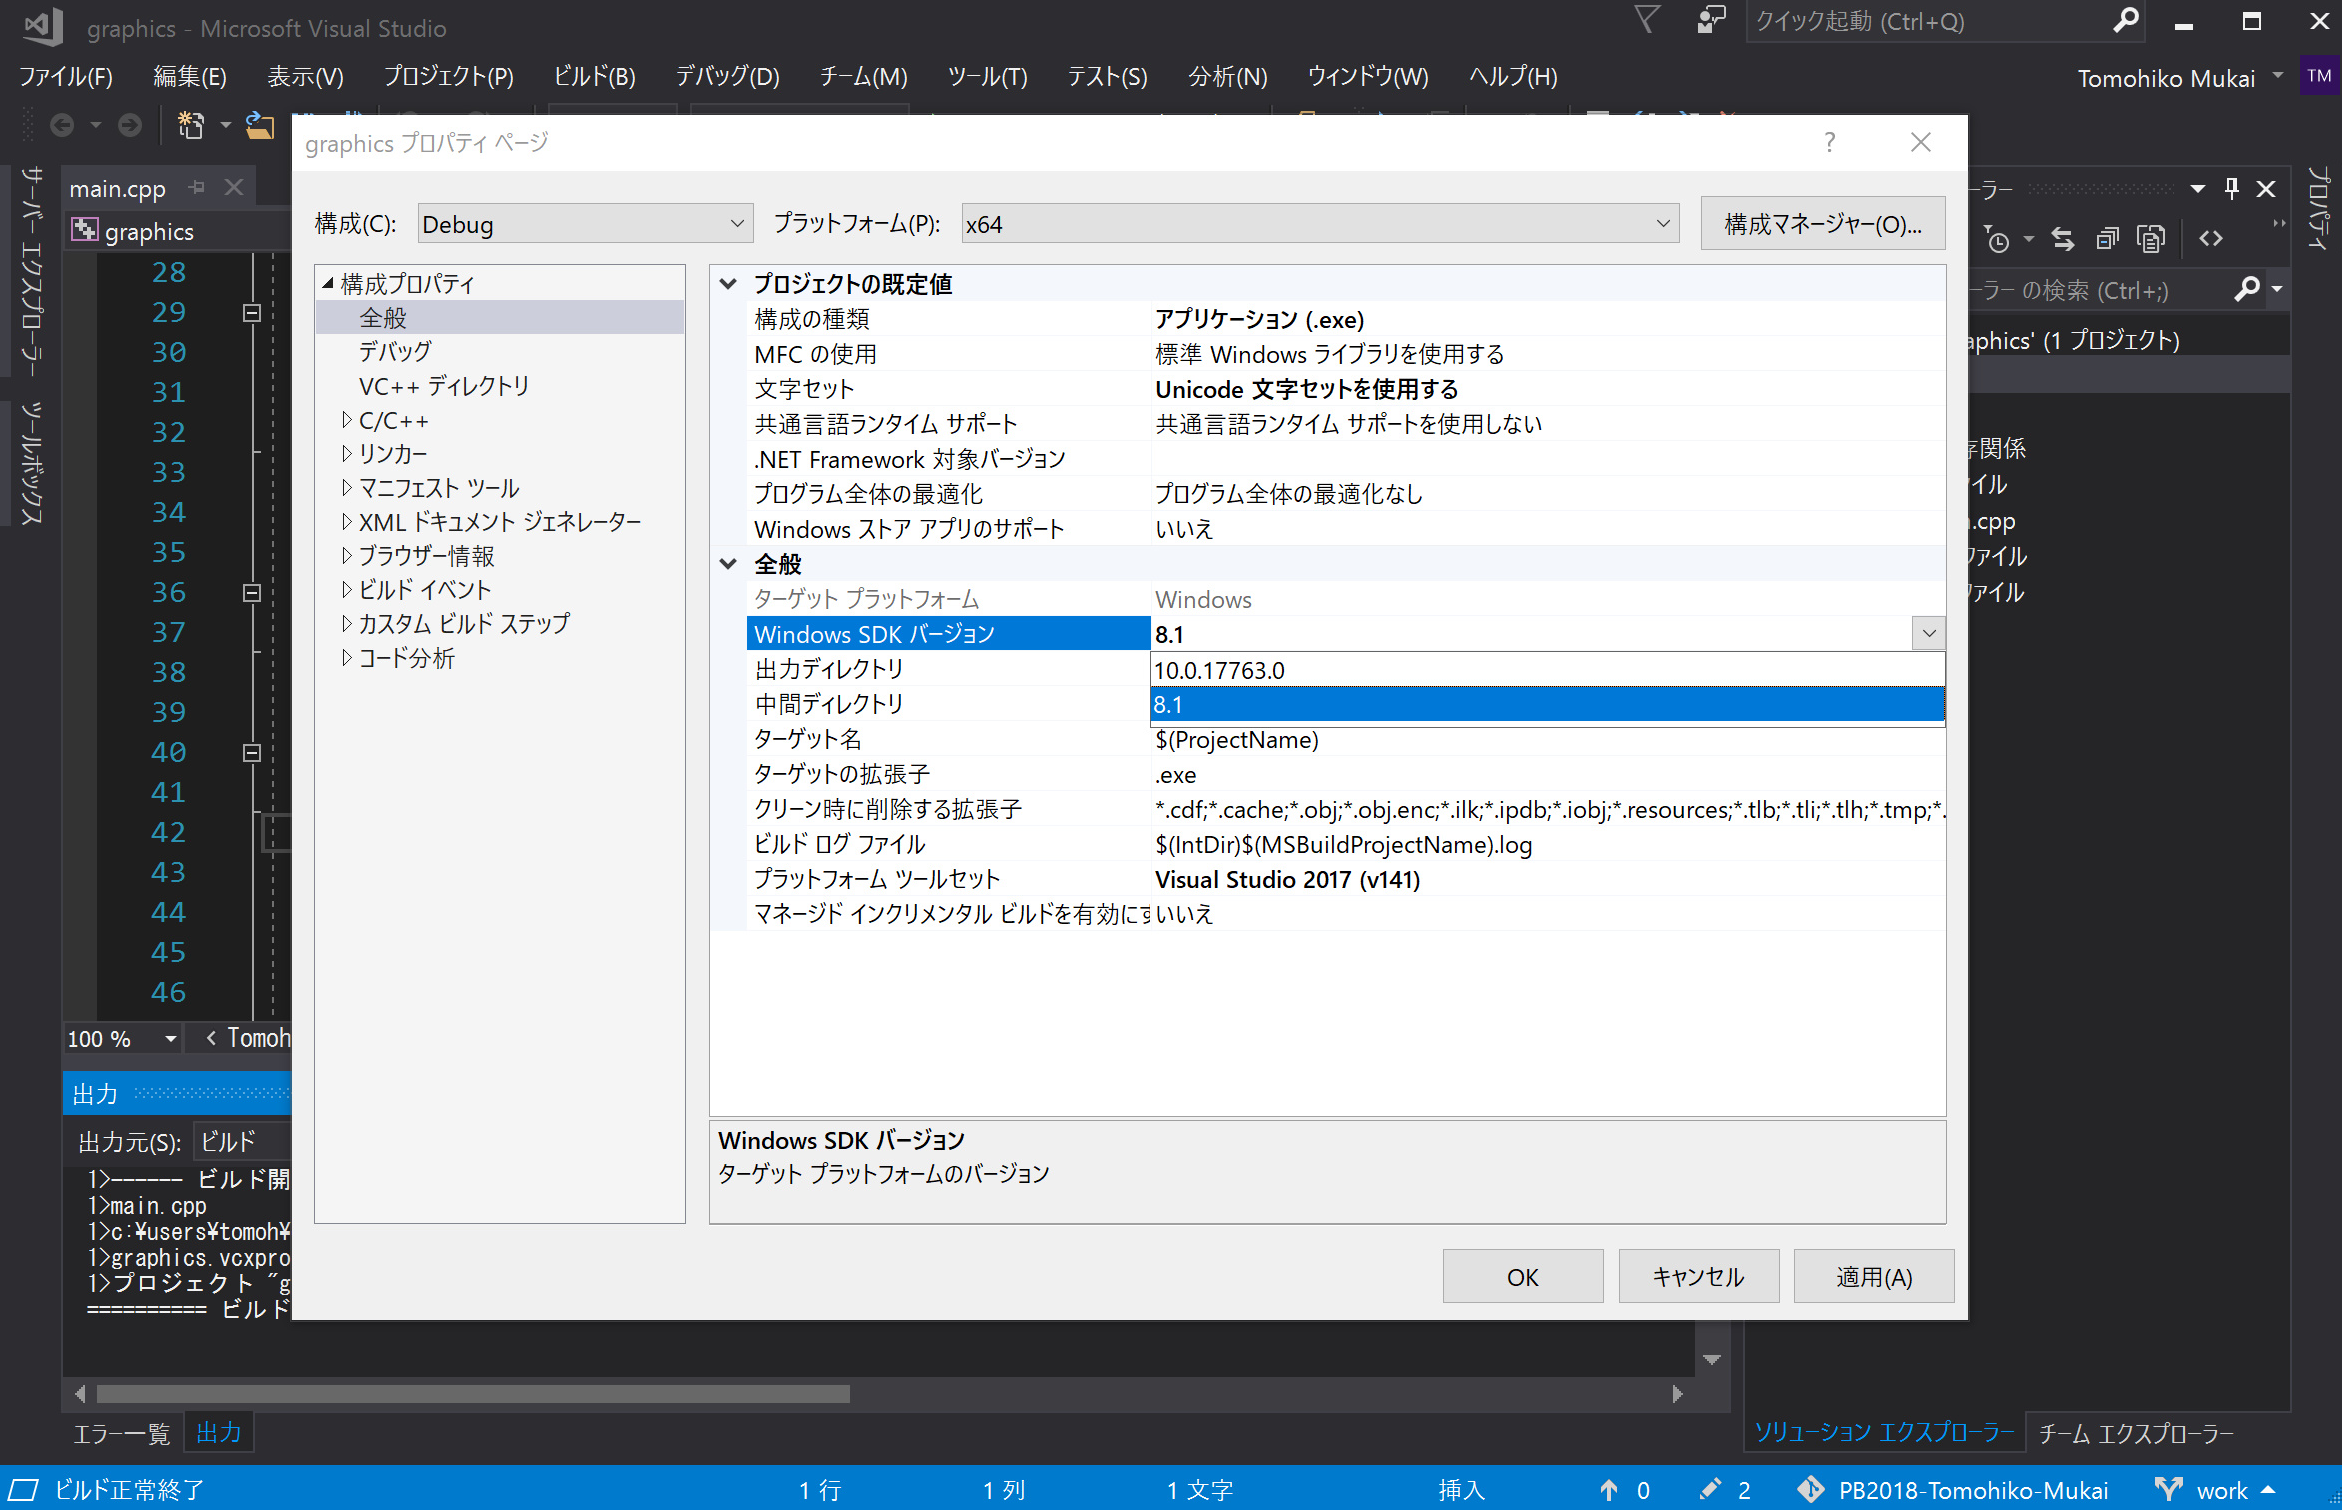 graphics - Microsoft Visual Studio
クイック起動 (Ctrl+Q)
ファイル(F) 編集(E) 表示(V) プロジェクト(P) ビルド(B) デバッグ(D) チーム(M) ツール(T) テスト(S) 分析(N) ウィンドウ(W) ヘルプ(H)
Tomohiko Mukai TM
サーバー エクスプローラー
ツールボックス
main.cpp
graphics
28
29
30
31
32
33
34
35
36
37
38
39
40
41
42
43
44
45
46
100 %
Tomoh
graphics プロパティ ページ
?
構成(C): Debug プラットフォーム(P): x64 構成マネージャー(O)...
構成プロパティ
全般
デバッグ
VC++ ディレクトリ
C/C++
リンカー
マニフェスト ツール
XML ドキュメント ジェネレーター
ブラウザー情報
ビルド イベント
カスタム ビルド ステップ
コード分析
プロジェクトの既定値
構成の種類 アプリケーション (.exe)
MFC の使用 標準 Windows ライブラリを使用する
文字セット Unicode 文字セットを使用する
共通言語ランタイム サポート 共通言語ランタイム サポートを使用しない
.NET Framework 対象バージョン
プログラム全体の最適化 プログラム全体の最適化なし
Windows ストア アプリのサポート いいえ
全般
ターゲット プラットフォーム Windows
Windows SDK バージョン 8.1
出力ディレクトリ 10.0.17763.0
中間ディレクトリ 8.1
ターゲット名 $(ProjectName)
ターゲットの拡張子 .exe
クリーン時に削除する拡張子 *.cdf;*.cache;*.obj;*.obj.enc;*.ilk;*.ipdb;*.iobj;*.resources;*.tlb;*.tli;*.tlh;*.tmp;*.
ビルド ログ ファイル $(IntDir)$(MSBuildProjectName).log
プラットフォーム ツールセット Visual Studio 2017 (v141)
マネージド インクリメンタル ビルドを有効にす いいえ
Windows SDK バージョン
ターゲット プラットフォームのバージョン
OK キャンセル 適用(A)
ーラー
ーラー の検索 (Ctrl+;)
aphics' (1 プロジェクト)
存関係
イル
.cpp
ファイル
ファイル
プロパティ
出力
出力元(S): ビルド
1>------ ビルド開
1>main.cpp
1>c:¥users¥tomoh¥
1>graphics.vcxpro
1>プロジェクト "g
========== ビルド
エラー一覧 出力
ソリューション エクスプローラー チーム エクスプローラー
ビルド正常終了 1 行 1 列 1 文字 挿入 0 2 PB2018-Tomohiko-Mukai work